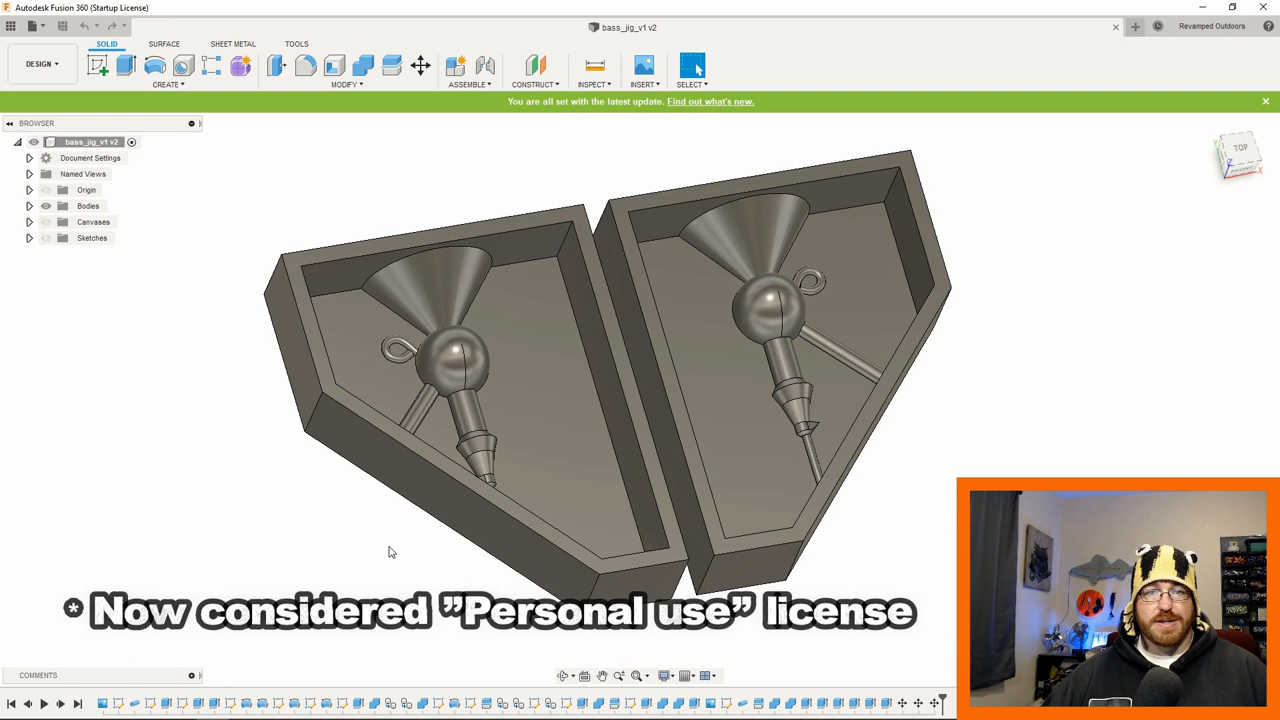 Autodesk Fusion 360 (Startup License)
bass_jig_v1 v2
Revamped Outdoors
SOLID SURFACE SHEET METAL TOOLS
DESIGN
CREATE MODIFY ASSEMBLE CONSTRUCT INSPECT INSERT SELECT
You are all set with the latest update. Find out what's new.
BROWSER
bass_jig_v1 v2
Document Settings
Named Views
Origin
Bodies
Canvases
Sketches
TOP
Y
Z
X
* Now considered "Personal use" license
COMMENTS